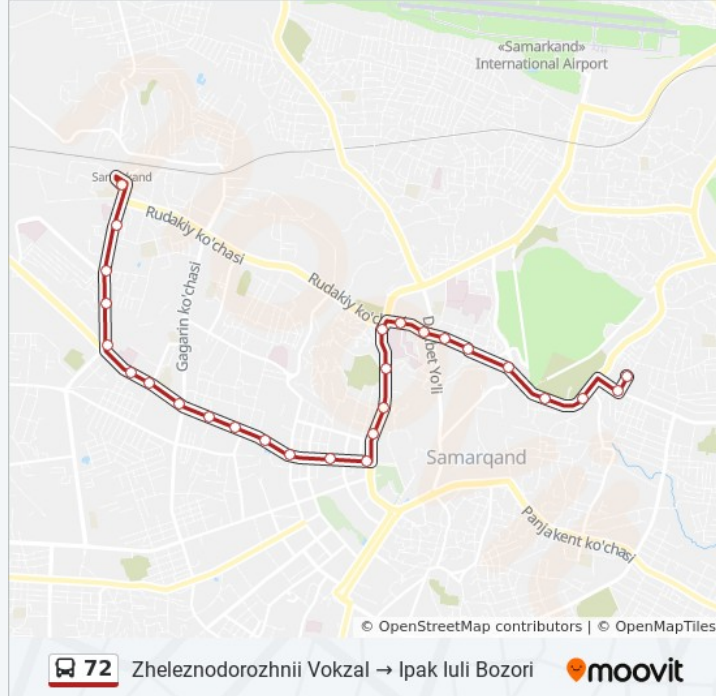 «Samarkand»
International Airport
Samarkand
Rudakiy ko'chasi
Gagarin ko'chasi
Rudakiy ko'c
Yo'li
Samarqand
Panjakent ko'chasi
© OpenStreetMap contributors | © OpenMapTiles
72 Zheleznodorozhnii Vokzal → Ipak Iuli Bozori moovit